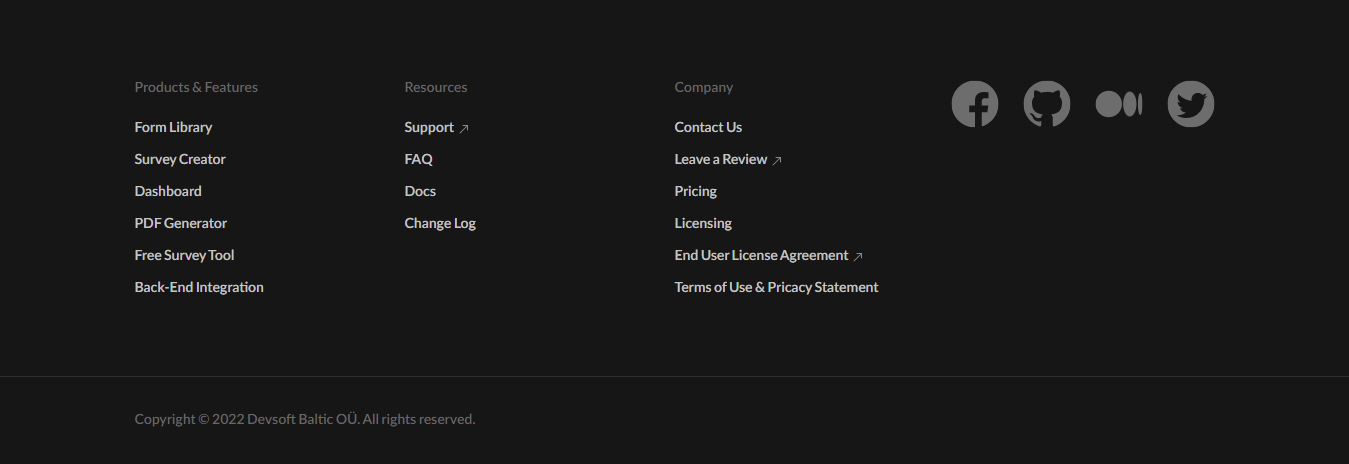 Products & Features
Form Library
Survey Creator
Dashboard
PDF Generator
Free Survey Tool
Back-End Integration
Resources
Support
FAQ
Docs
Change Log
Company
Contact Us
Leave a Review
Pricing
Licensing
End User License Agreement
Terms of Use & Pricacy Statement
Copyright © 2022 Devsoft Baltic OÜ. All rights reserved.